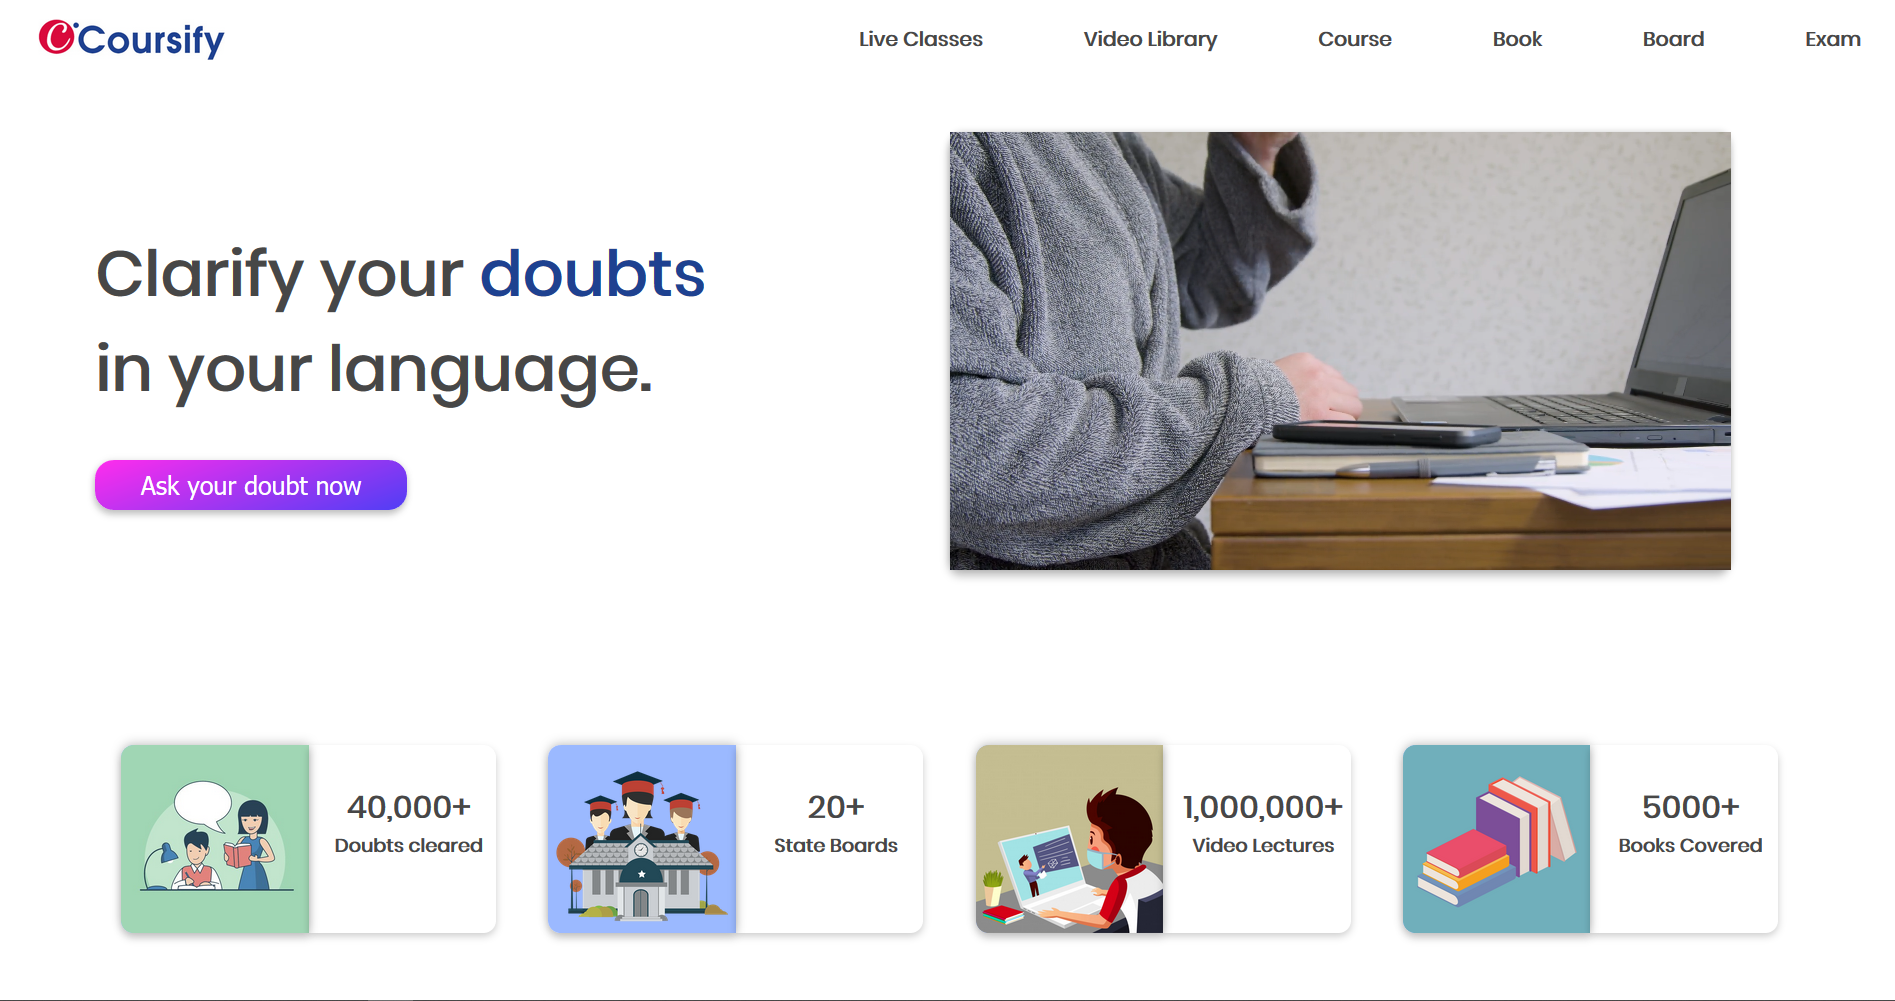 Coursify
Live Classes
Video Library
Course
Book
Board
Exam
Clarify your doubts
in your language.
Ask your doubt now
40,000+
Doubts cleared
20+
State Boards
1,000,000+
Video Lectures
5000+
Books Covered